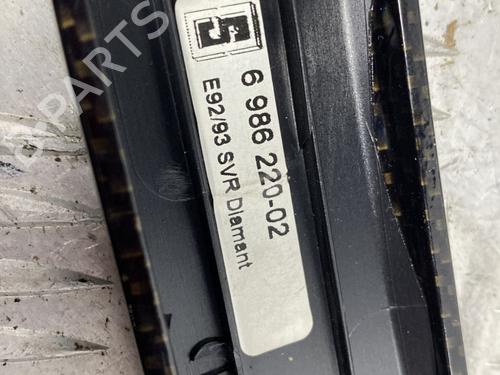 S
6 986 220-02
E92/93 SVR Diamant
B-PARTS